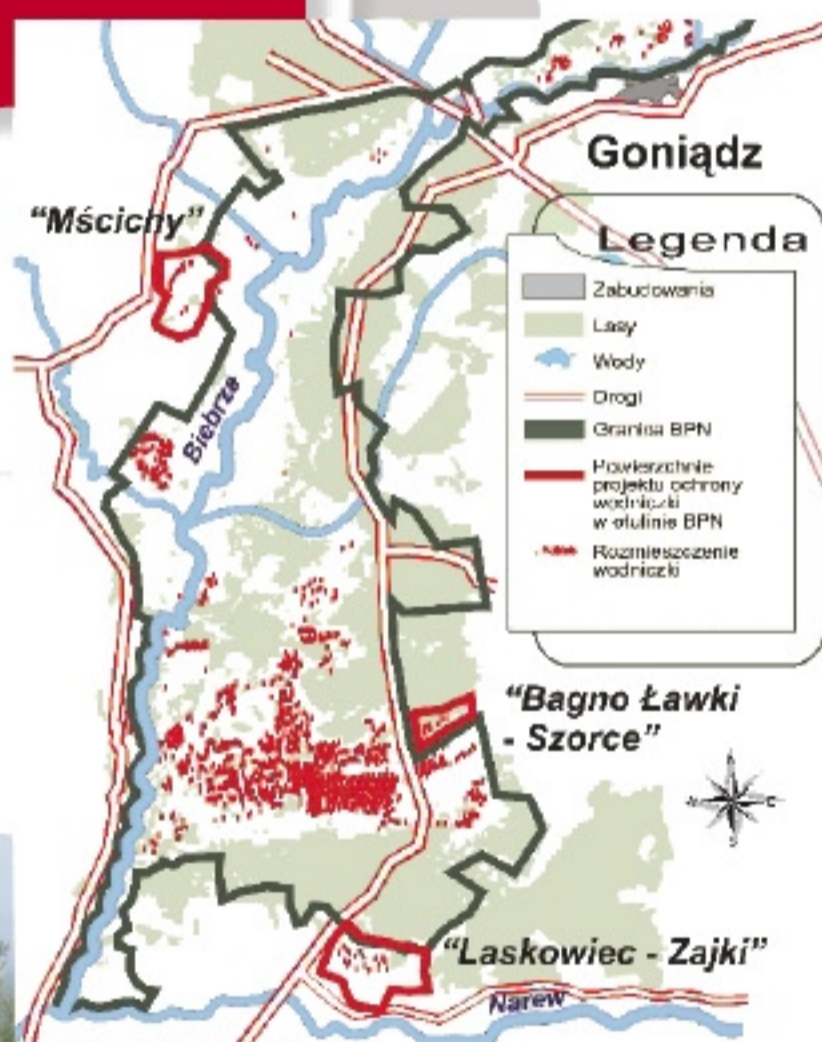 Goniądz
“Mścichy”
Legenda
Zabudowania
Lasy
Wody
Drogi
Granica BPN
Powierzchnie
projektu ochrony
wodniczki
w otulinie BPN
Rozmieszczenie
wodniczki
Biebrza
“Bagno Ławki
- Szorce”
N
S
“Laskowiec - Zajki”
Narew